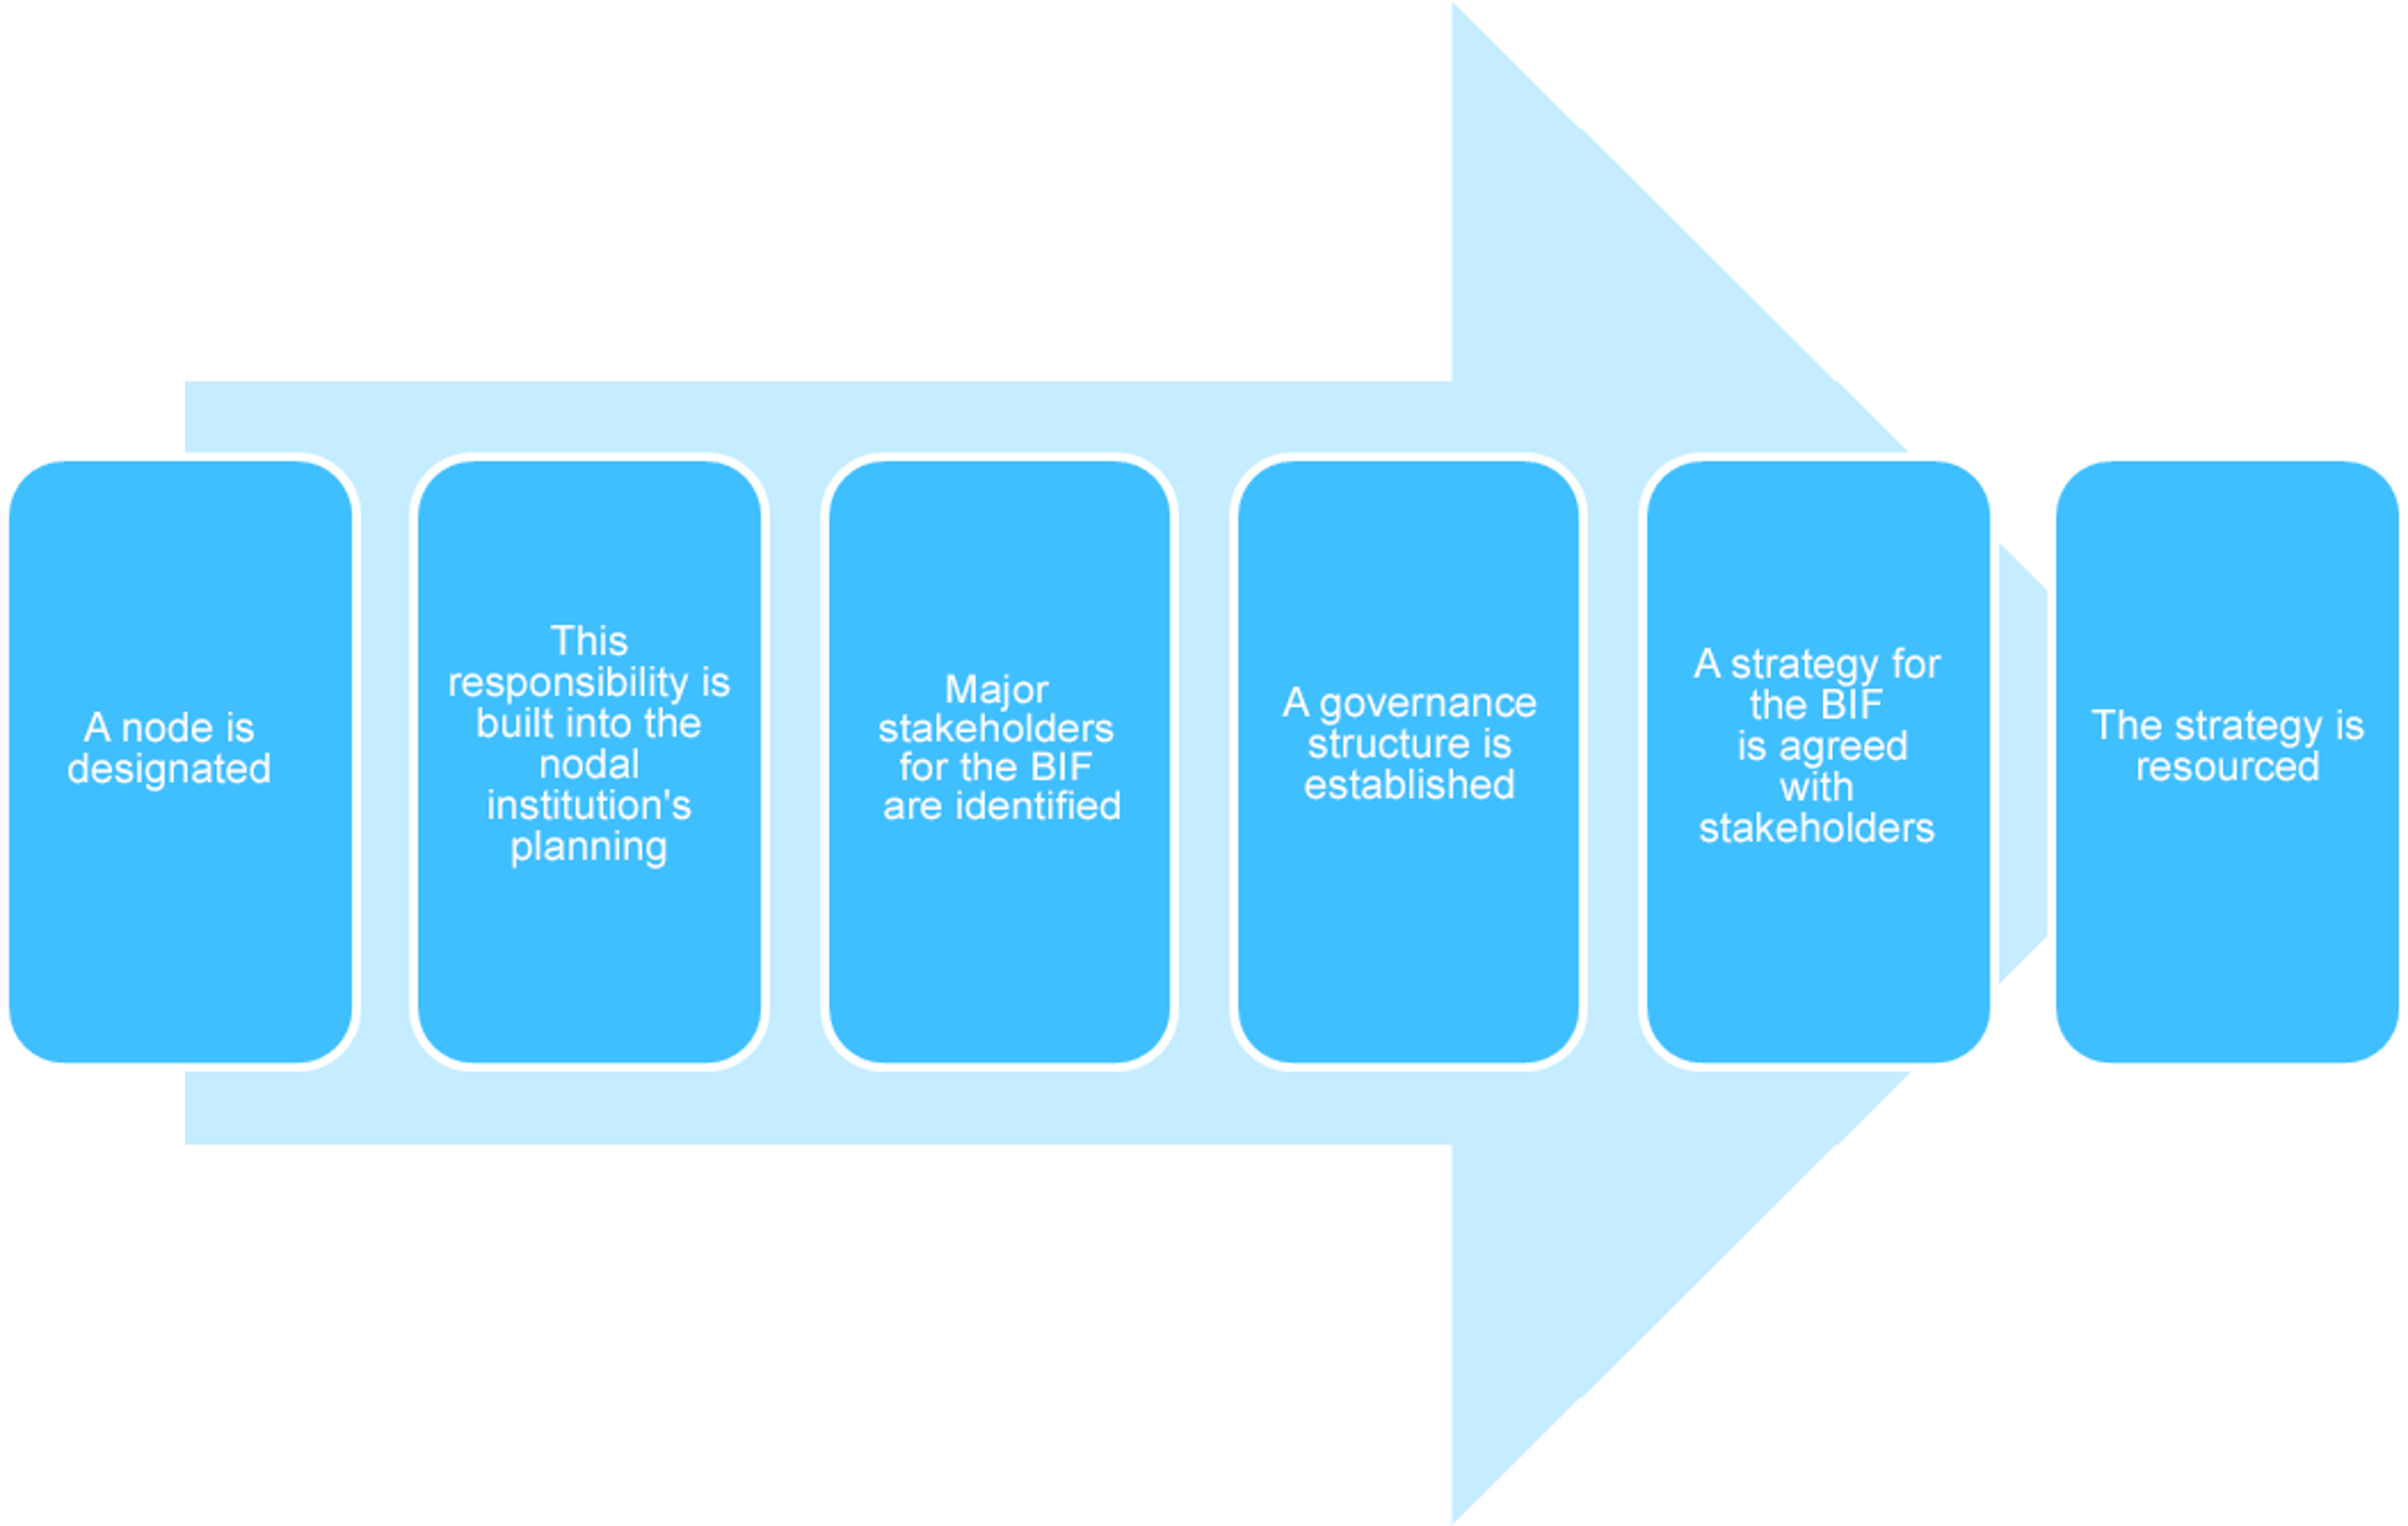 A node is
designated
This
responsibility is
built into the
nodal
institution's
planning
Major
stakeholders
for the BIF
are identified
A governance
structure is
established
A strategy for
the BIF
is agreed
with
stakeholders
The strategy is
resourced